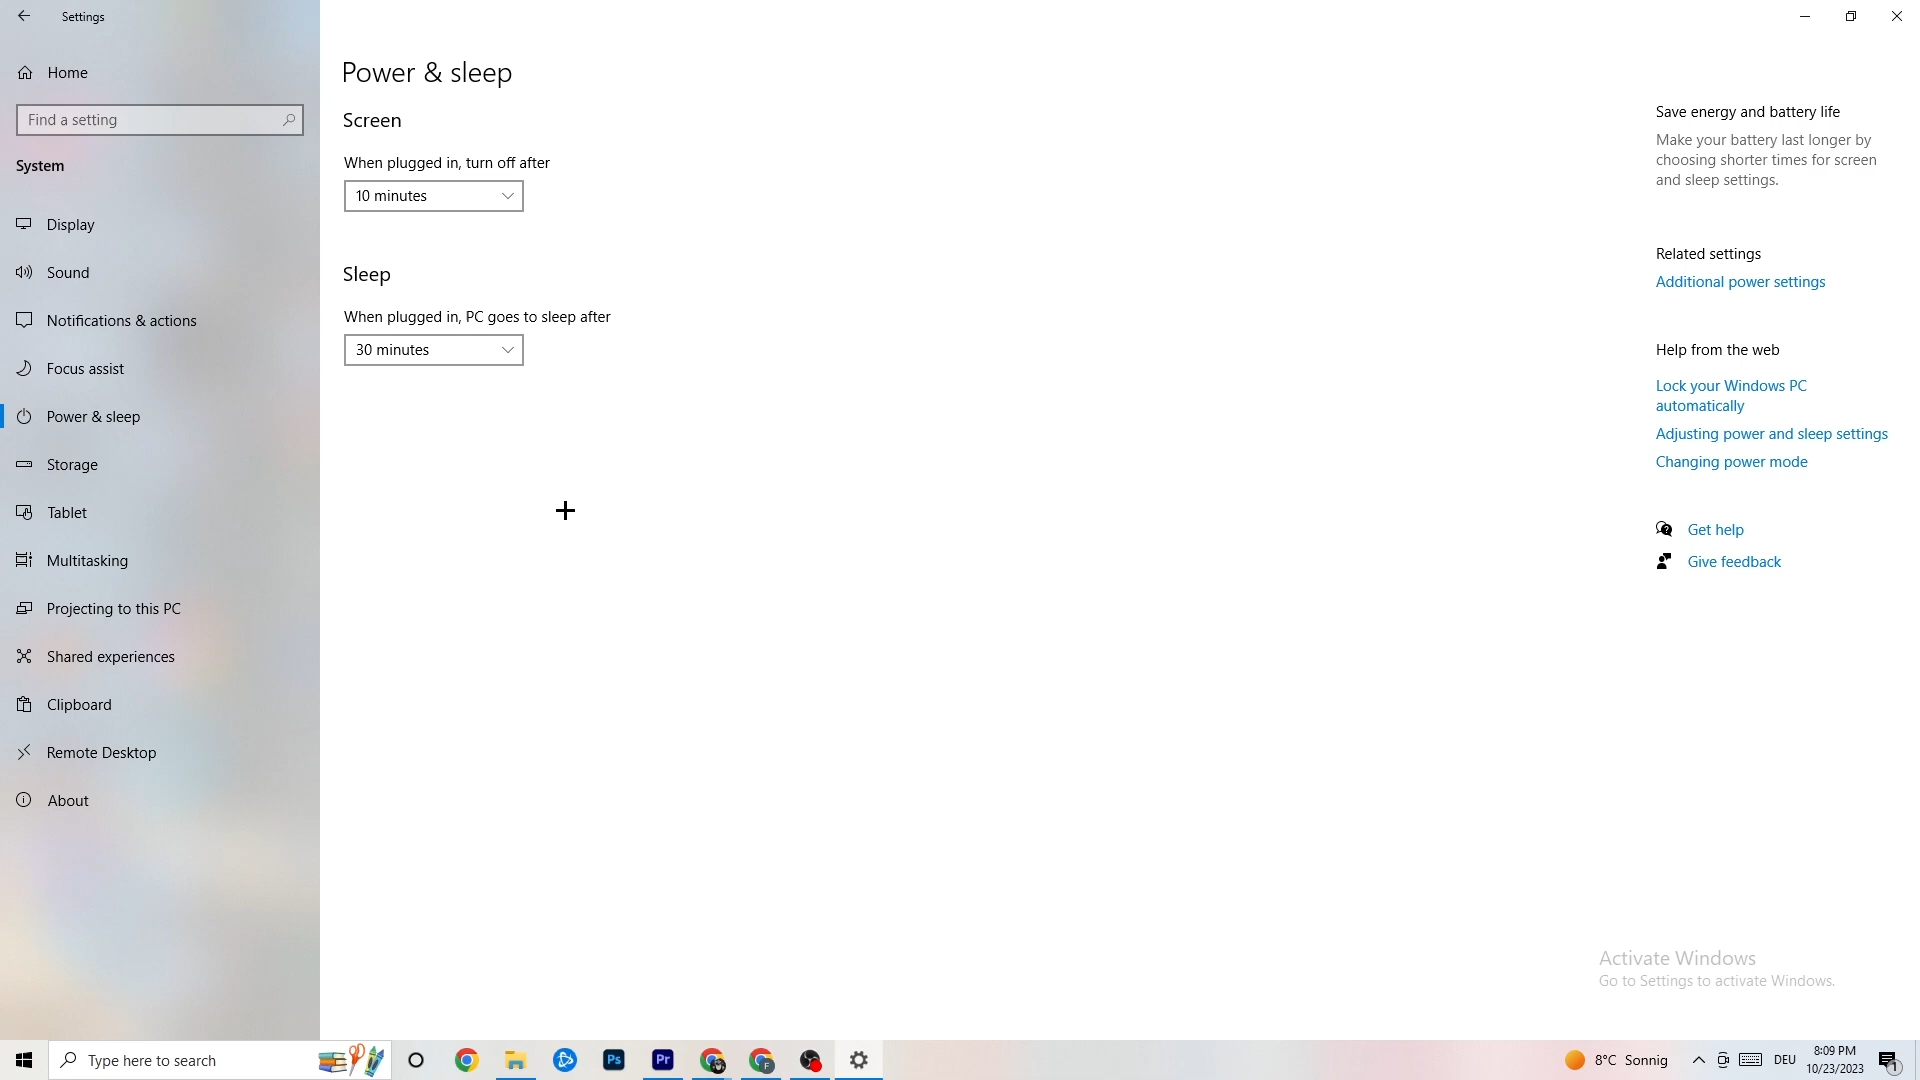 Settings
Home
Find a setting
System
Display
Sound
Notifications & actions
Focus assist
Power & sleep
Storage
Tablet
Multitasking
Projecting to this PC
Shared experiences
Clipboard
Remote Desktop
About
Power & sleep
Screen
When plugged in, turn off after
10 minutes
Sleep
When plugged in, PC goes to sleep after
30 minutes
Save energy and battery life
Make your battery last longer by
choosing shorter times for screen
and sleep settings.
Related settings
Additional power settings
Help from the web
Lock your Windows PC
automatically
Adjusting power and sleep settings
Changing power mode
Get help
Give feedback
Activate Windows
Go to Settings to activate Windows.
Type here to search
Ps
Pr
F
8°C Sonnig
DEU
8:09 PM
10/23/2023
1